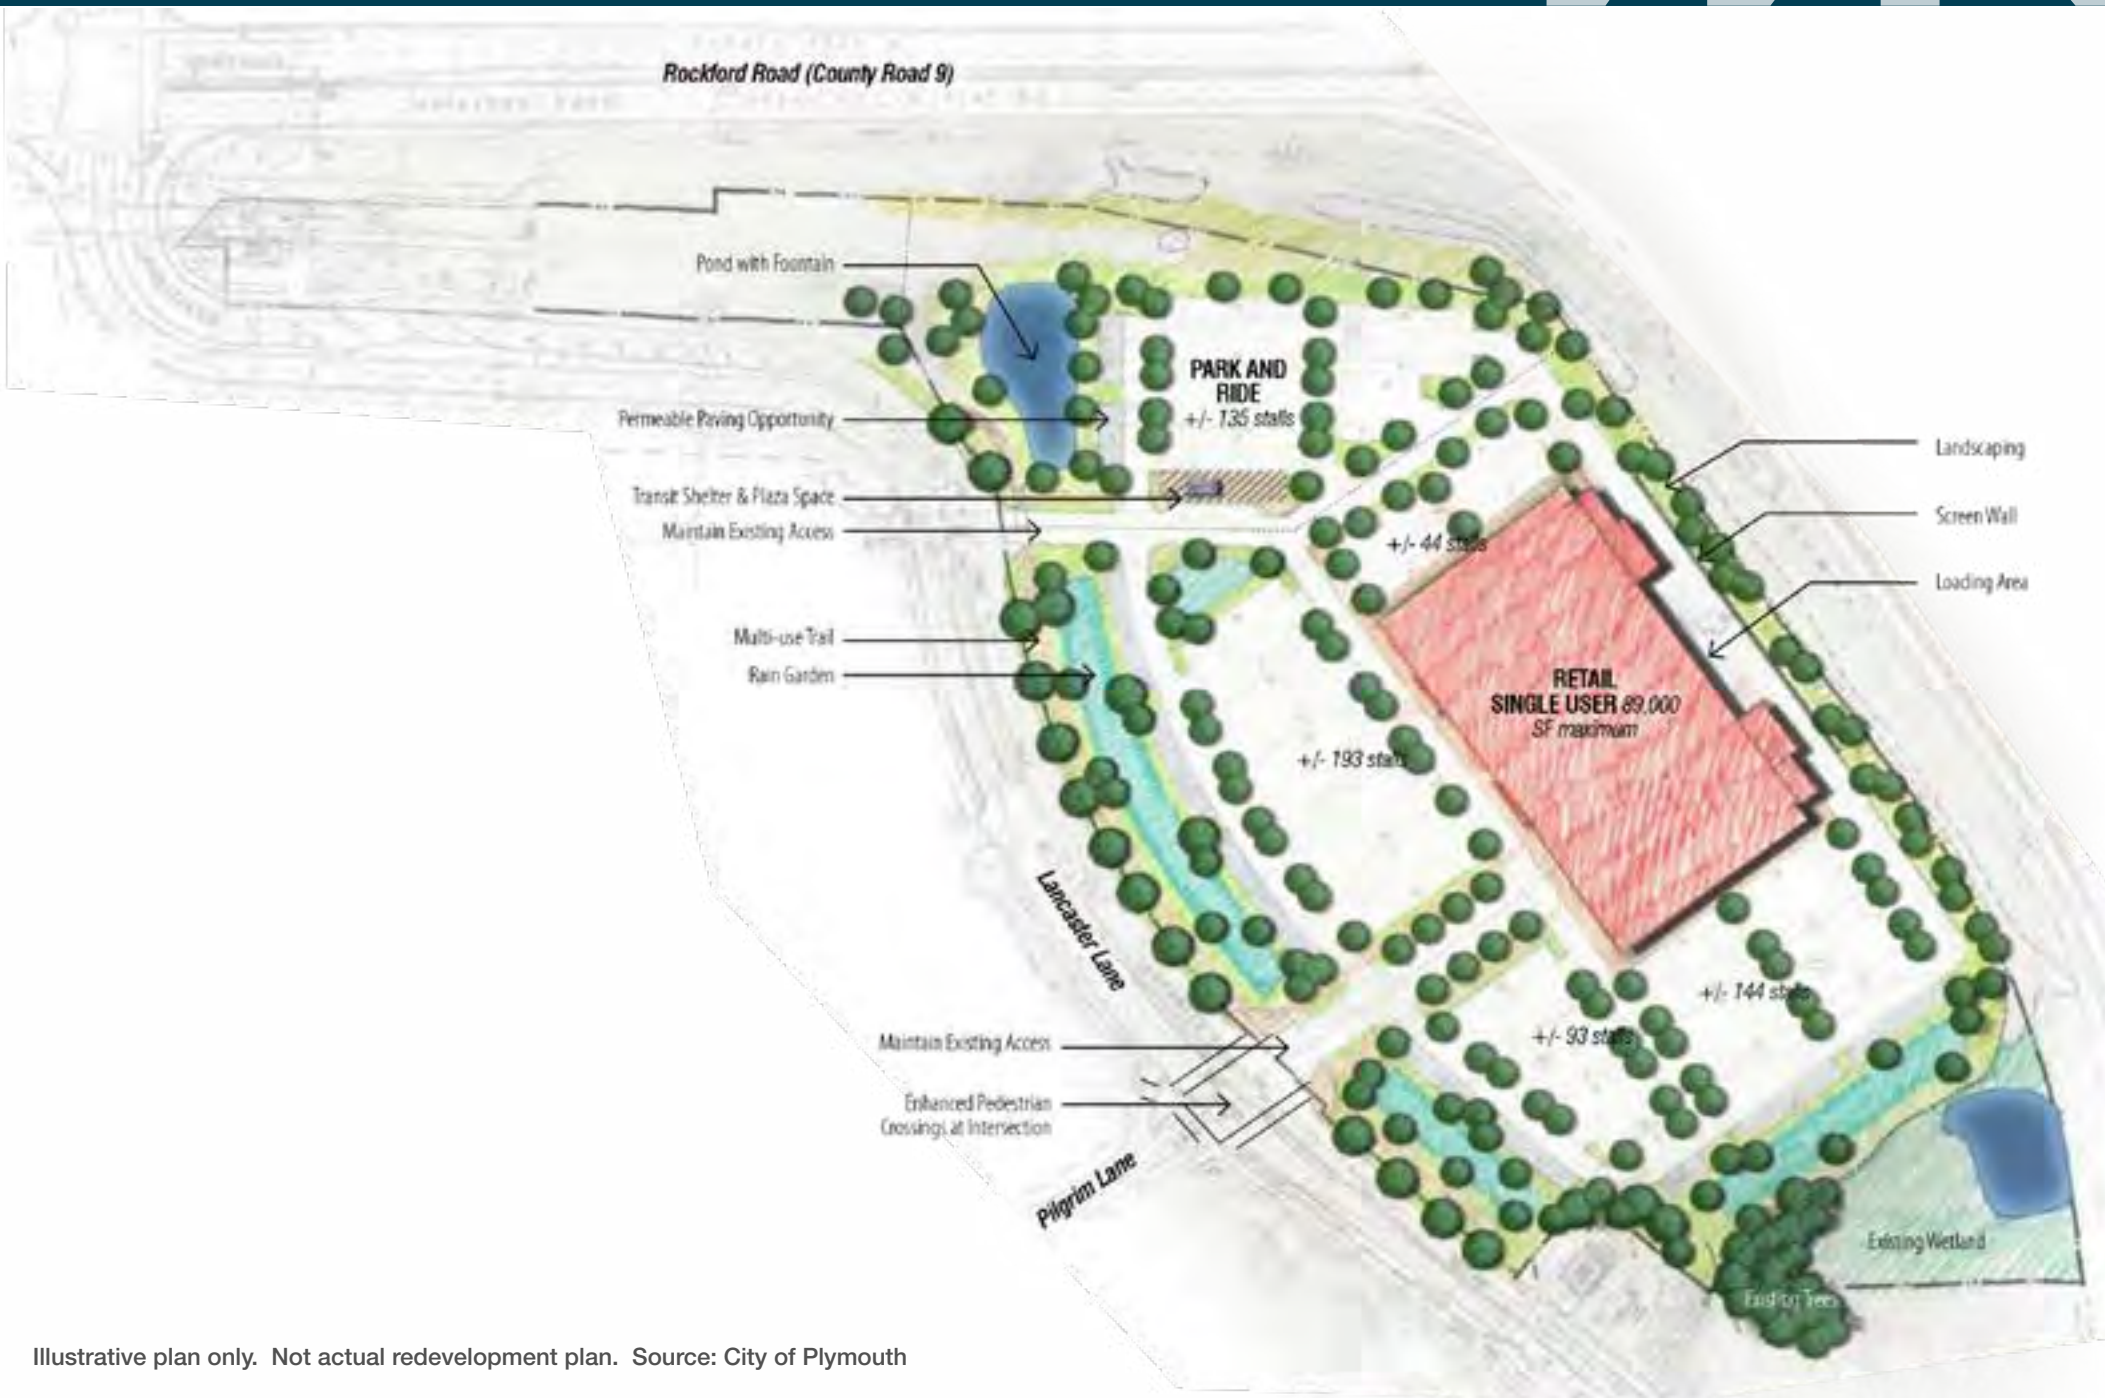 Rockford Road (County Road 9)
Pond with Fountain
PARK AND
RIDE
+/- 135 stalls
Permeable Paving Opportunity
Landscaping
Transit Shelter & Plaza Space
Screen Wall
Maintain Existing Access
+/- 44 stalls
Loading Area
Multi-use Trail
Rain Garden
RETAIL
SINGLE USER 89,000
SF maximum
+/- 193 stalls
Lancaster Lane
+/- 144 stalls
+/- 93 stalls
Maintain Existing Access
Enhanced Pedestrian
Crossings at Intersection
Pilgrim Lane
Existing Wetland
Existing Trees
Illustrative plan only. Not actual redevelopment plan. Source: City of Plymouth